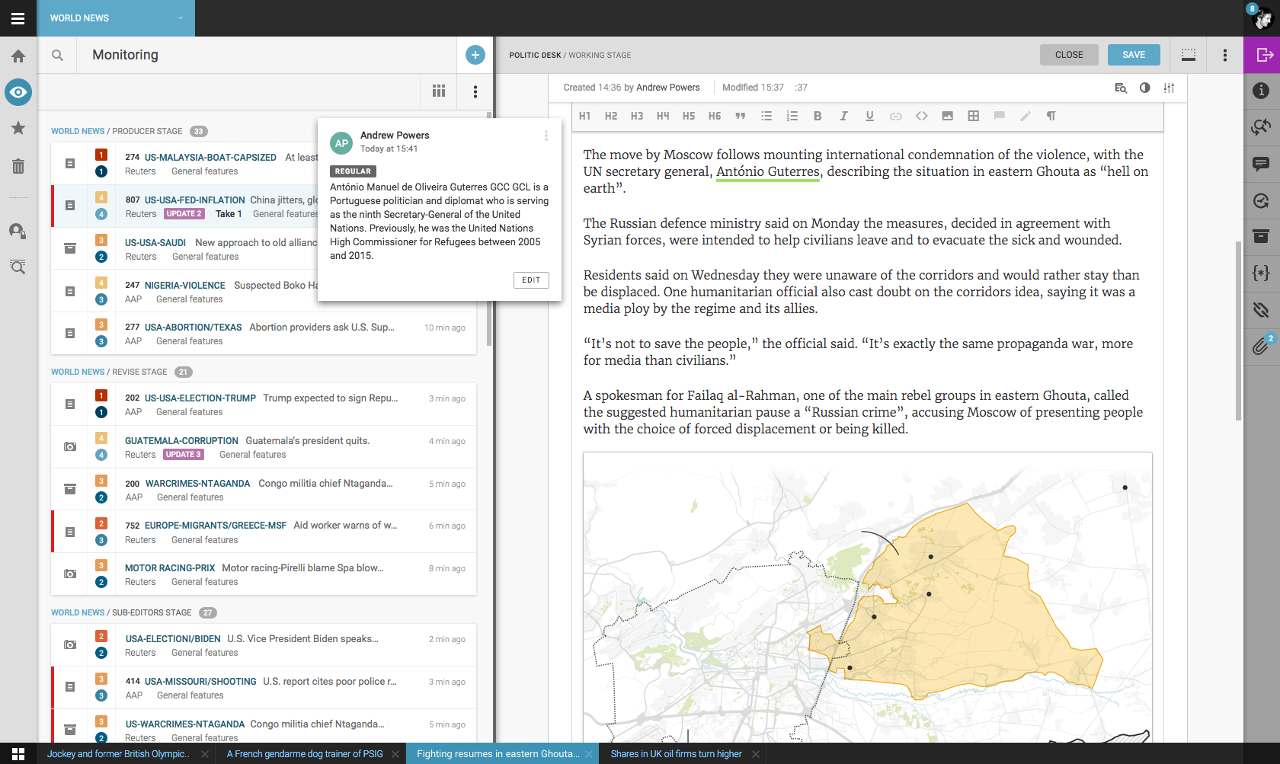 WORLD NEWS
8
Monitoring
POLITIC DESK / WORKING STAGE
CLOSE
SAVE
Created 14:36 by Andrew Powers
Modified 15:37 :37
H1 H2 H3 H4 H5 H6 B I U
WORLD NEWS / PRODUCER STAGE 33
1 274 US-MALAYSIA-BOAT-CAPSIZED At least
1 Reuters General features
4 807 US-USA-FED-INFLATION China jitters, glo
4 Reuters UPDATE 2 Take 1 General features
3 US-USA-SAUDI New approach to old allianc
2 Reuters General features
3 247 NIGERIA-VIOLENCE Suspected Boko Ha
3 AAP General features
3 277 USA-ABORTION/TEXAS Abortion providers ask U.S. Sup... 10 min ago
3 AAP General features
AP
Andrew Powers
Today at 15:41
REGULAR
António Manuel de Oliveira Guterres GCC GCL is a
Portuguese politician and diplomat who is serving
as the ninth Secretary-General of the United
Nations. Previously, he was the United Nations
High Commissioner for Refugees between 2005
and 2015.
EDIT
WORLD NEWS / REVISE STAGE 21
1 202 US-USA-ELECTION-TRUMP Trump expected to sign Repu... 3 min ago
1 AAP General features
4 GUATEMALA-CORRUPTION Guatemala's president quits. 4 min ago
4 Reuters UPDATE 3 General features
3 200 WARCRIMES-NTAGANDA Congo militia chief Ntaganda... 5 min ago
2 AAP General features
2 752 EUROPE-MIGRANTS/GREECE-MSF Aid worker warns of w... 6 min ago
3 Reuters General features
3 MOTOR RACING-PRIX Motor racing-Pirelli blame Spa blow... 8 min ago
2 Reuters General features
WORLD NEWS / SUB-EDITORS STAGE 27
2 USA-ELECTIONI/BIDEN U.S. Vice President Biden speaks... 2 min ago
2 Reuters General features
3 414 USA-MISSOURI/SHOOTING U.S. report cites poor police r... 3 min ago
3 AAP General features
3 US-WARCRIMES-NTAGANDA Congo militia chief Ntaganda... 5 min ago
2 Reuters General features
The move by Moscow follows mounting international condemnation of the violence, with the
UN secretary general, António Guterres, describing the situation in eastern Ghouta as “hell on
earth”.
The Russian defence ministry said on Monday the measures, decided in agreement with
Syrian forces, were intended to help civilians leave and to evacuate the sick and wounded.
Residents said on Wednesday they were unaware of the corridors and would rather stay than
be displaced. One humanitarian official also cast doubt on the corridors idea, saying it was a
media ploy by the regime and its allies.
“It’s not to save the people,” the official said. “It’s exactly the same propaganda war, more
for media than civilians.”
A spokesman for Failaq al-Rahman, one of the main rebel groups in eastern Ghouta, called
the suggested humanitarian pause a “Russian crime”, accusing Moscow of presenting people
with the choice of forced displacement or being killed.
2
Jockey and former British Olympic..
A French gendarme dog trainer of PSIG
Fighting resumes in eastern Ghouta...
Shares in UK oil firms turn higher